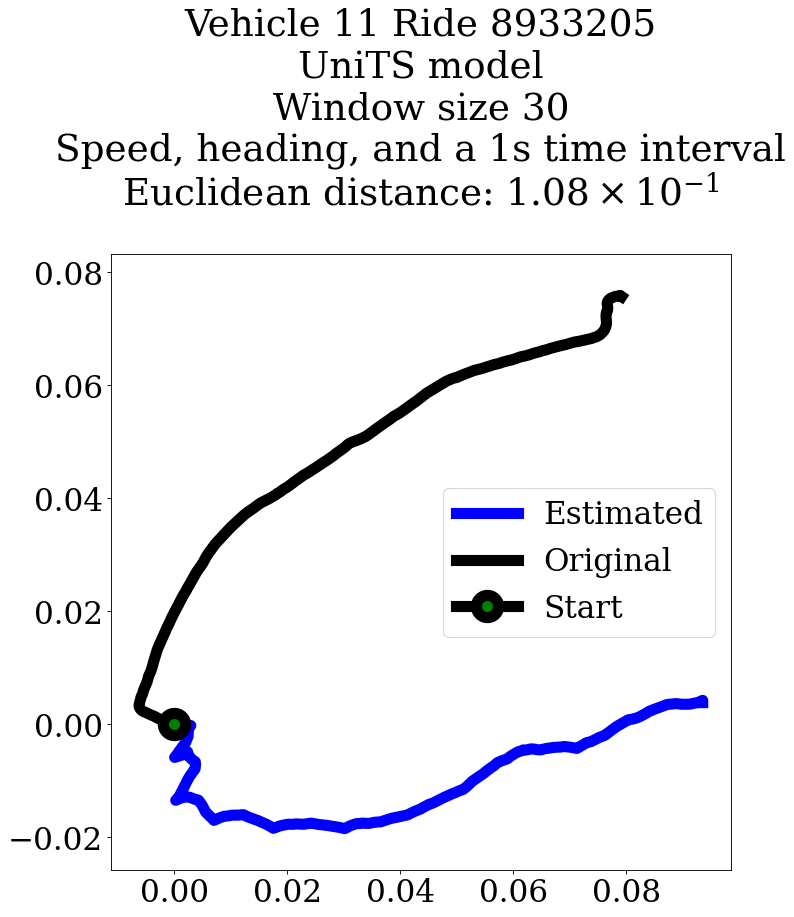 Vehicle 11 Ride 8933205
UniTS model
Window size 30
Speed, heading, and a 1s time interval
Euclidean distance: 1.08 × 10⁻¹
0.08
0.06
0.04
0.02
0.00
−0.02
Estimated
Original
Start
0.00 0.02 0.04 0.06 0.08